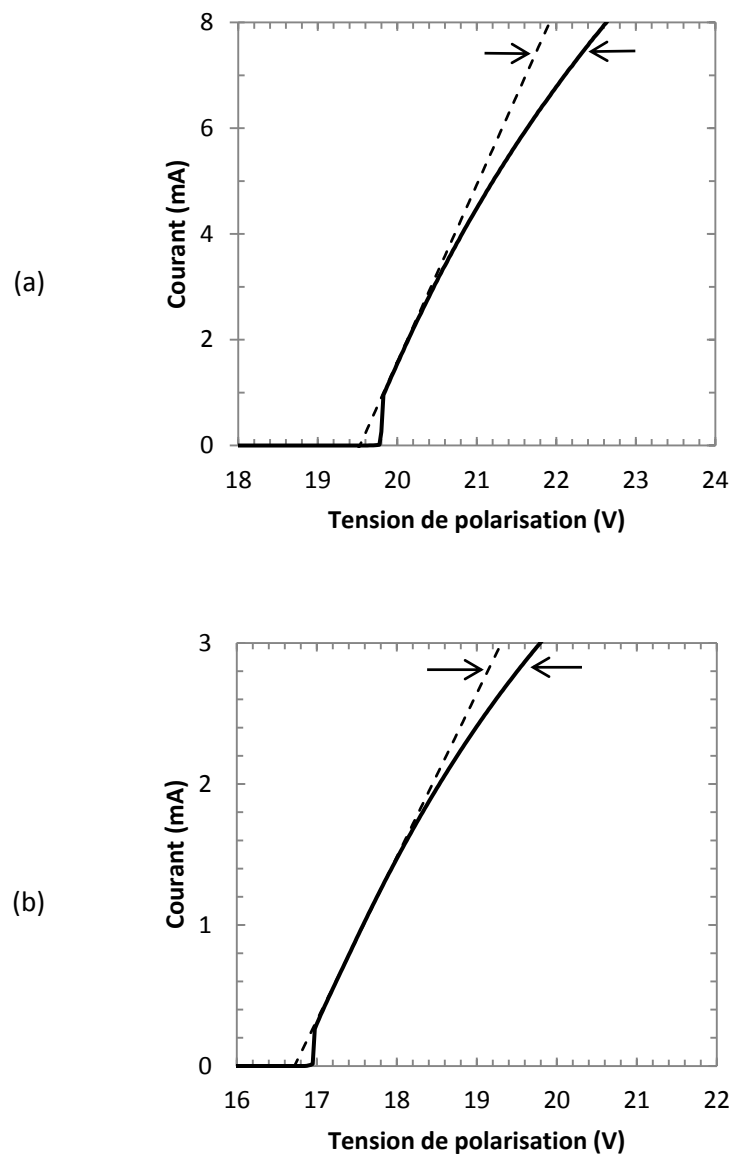 8
6
4
2
0
Courant (mA)
(a)
18 19 20 21 22 23 24
Tension de polarisation (V)
3
2
1
0
Courant (mA)
(b)
16 17 18 19 20 21 22
Tension de polarisation (V)